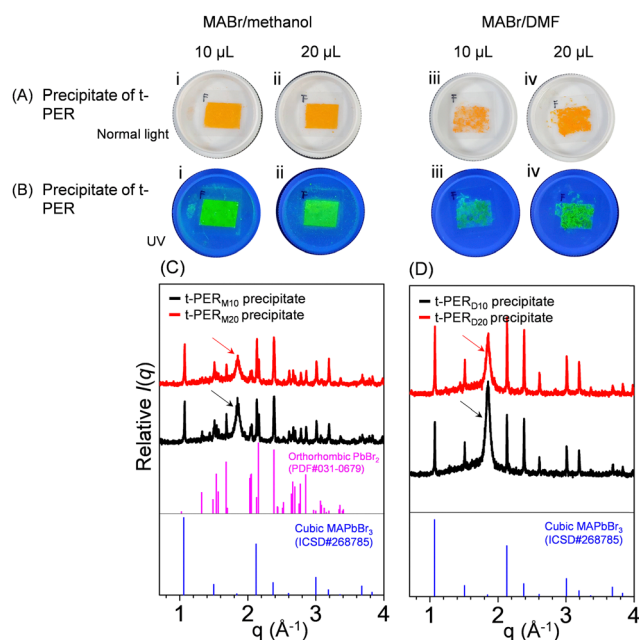 MABr/methanol
MABr/DMF
10 µL
20 µL
10 µL
20 µL
i
ii
iii
iv
(A) Precipitate of t-
PER
Normal light
F
F
F
F
i
ii
iii
iv
(B) Precipitate of t-
PER
UV
F
F
F
F
(C)
(D)
t-PERM10 precipitate
t-PERM20 precipitate
t-PERD10 precipitate
t-PERD20 precipitate
Relative I(q)
Orthorhombic PbBr2
(PDF#031-0679)
Cubic MAPbBr3
(ICSD#268785)
Cubic MAPbBr3
(ICSD#268785)
1 2 3 4
1 2 3 4
q (Å-1)
q (Å-1)